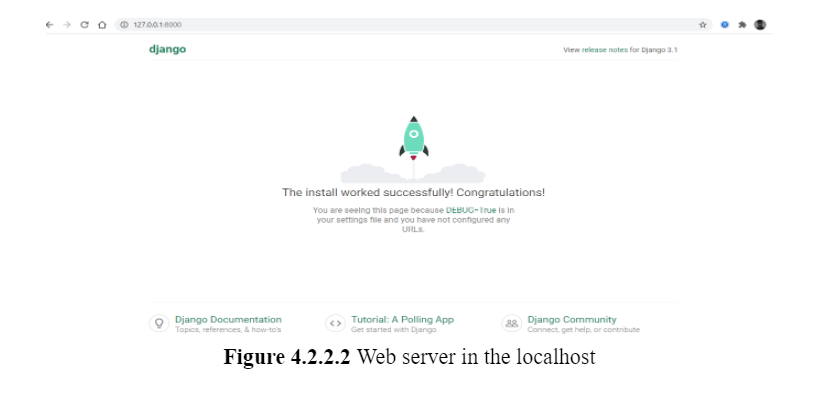 127.0.0.1:8000
django
View release notes for Django 3.1
The install worked successfully! Congratulations!
You are seeing this page because DEBUG=True is in
your settings file and you have not configured any
URLs.
Django Documentation
Topics, references, & how-to's
Tutorial: A Polling App
Get started with Django
Django Community
Connect, get help, or contribute
Figure 4.2.2.2 Web server in the localhost